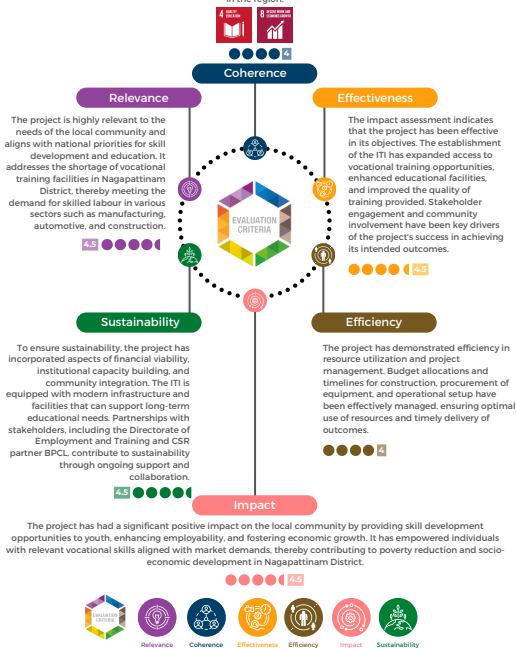 in the region.
4 QUALITY EDUCATION
8 DECENT WORK AND ECONOMIC GROWTH
4
Coherence
Relevance
The project is highly relevant to the
needs of the local community and
aligns with national priorities for skill
development and education. It
addresses the shortage of vocational
training facilities in Nagapattinam
District, thereby meeting the
demand for skilled labour in various
sectors such as manufacturing,
automotive, and construction.
4.5
Effectiveness
The impact assessment indicates
that the project has been effective
in its objectives. The establishment
of the ITI has expanded access to
vocational training opportunities,
enhanced educational facilities,
and improved the quality of
training provided. Stakeholder
engagement and community
involvement have been key drivers
of the project's success in achieving
its intended outcomes.
4.5
EVALUATION
CRITERIA
Sustainability
To ensure sustainability, the project has
incorporated aspects of financial viability,
institutional capacity building, and
community integration. The ITI is
equipped with modern infrastructure and
facilities that can support long-term
educational needs. Partnerships with
stakeholders, including the Directorate of
Employment and Training and CSR
partner BPCL, contribute to sustainability
through ongoing support and
collaboration.
4.5
Efficiency
The project has demonstrated efficiency in
resource utilization and project
management. Budget allocations and
timelines for construction, procurement of
equipment, and operational setup have
been effectively managed, ensuring optimal
use of resources and timely delivery of
outcomes.
4
Impact
The project has had a significant positive impact on the local community by providing skill development
opportunities to youth, enhancing employability, and fostering economic growth. It has empowered individuals
with relevant vocational skills aligned with market demands, thereby contributing to poverty reduction and socio-
economic development in Nagapattinam District.
4.5
EVALUATION
CRITERIA
Relevance
Coherence
Effectiveness
Efficiency
Impact
Sustainability